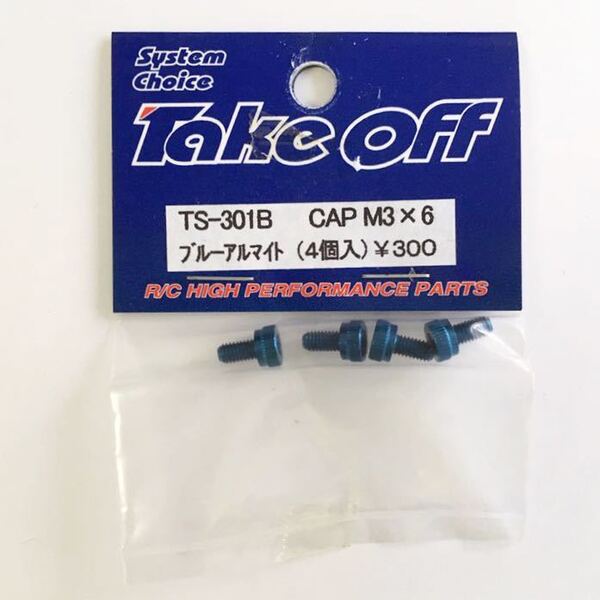 System
Choice
Take Off
TS-301B CAP M3×6
ﾌﾞﾙｰｱﾙﾏｲﾄ (4個入) ¥300
R/C HIGH PERFORMANCE PARTS